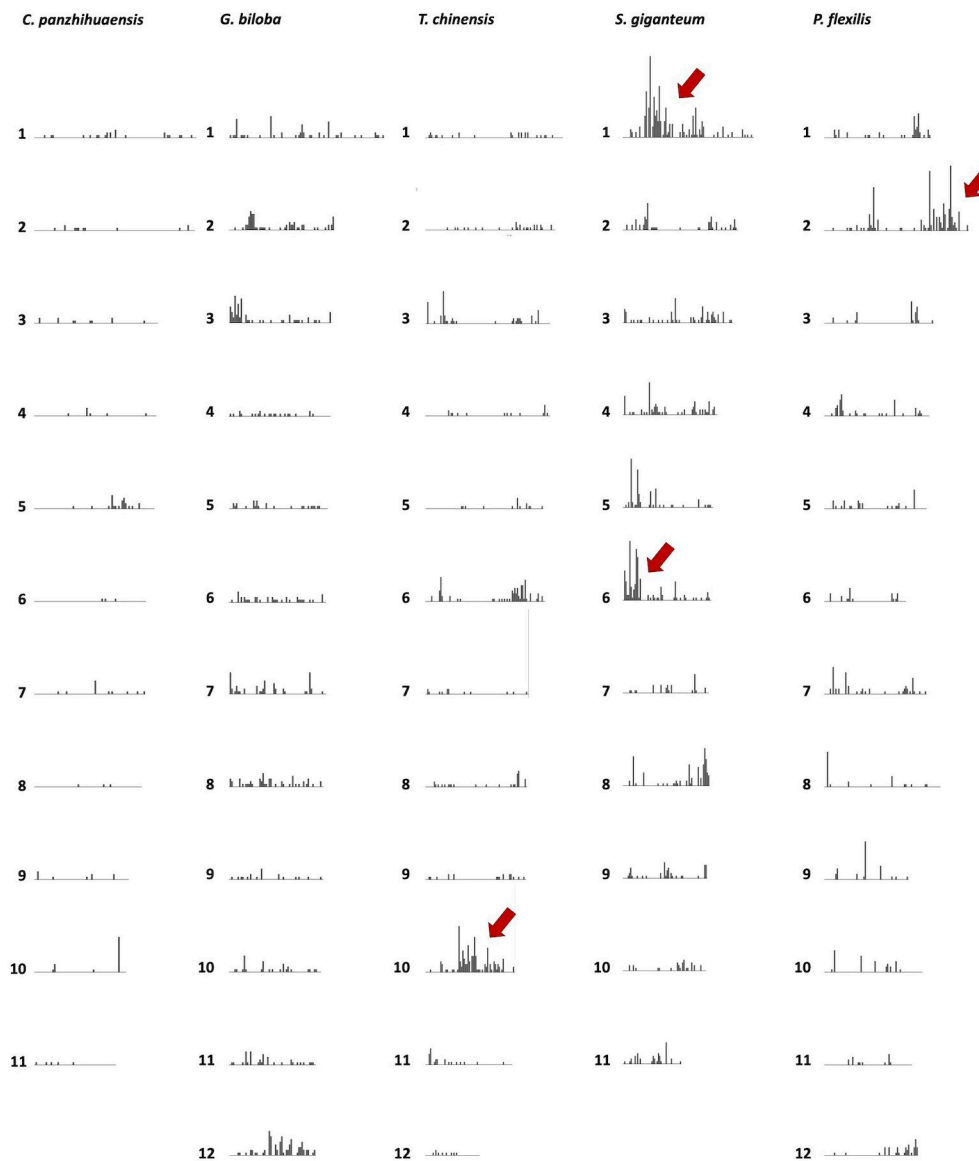 C. panzhihuaensis G. biloba T. chinensis S. giganteum P. flexilis
1 1 1 1 1
2 2 2 2 2
3 3 3 3 3
4 4 4 4 4
5 5 5 5 5
6 6 6 6 6
7 7 7 7 7
8 8 8 8 8
9 9 9 9 9
10 10 10 10 10
11 11 11 11 11
12 12 12